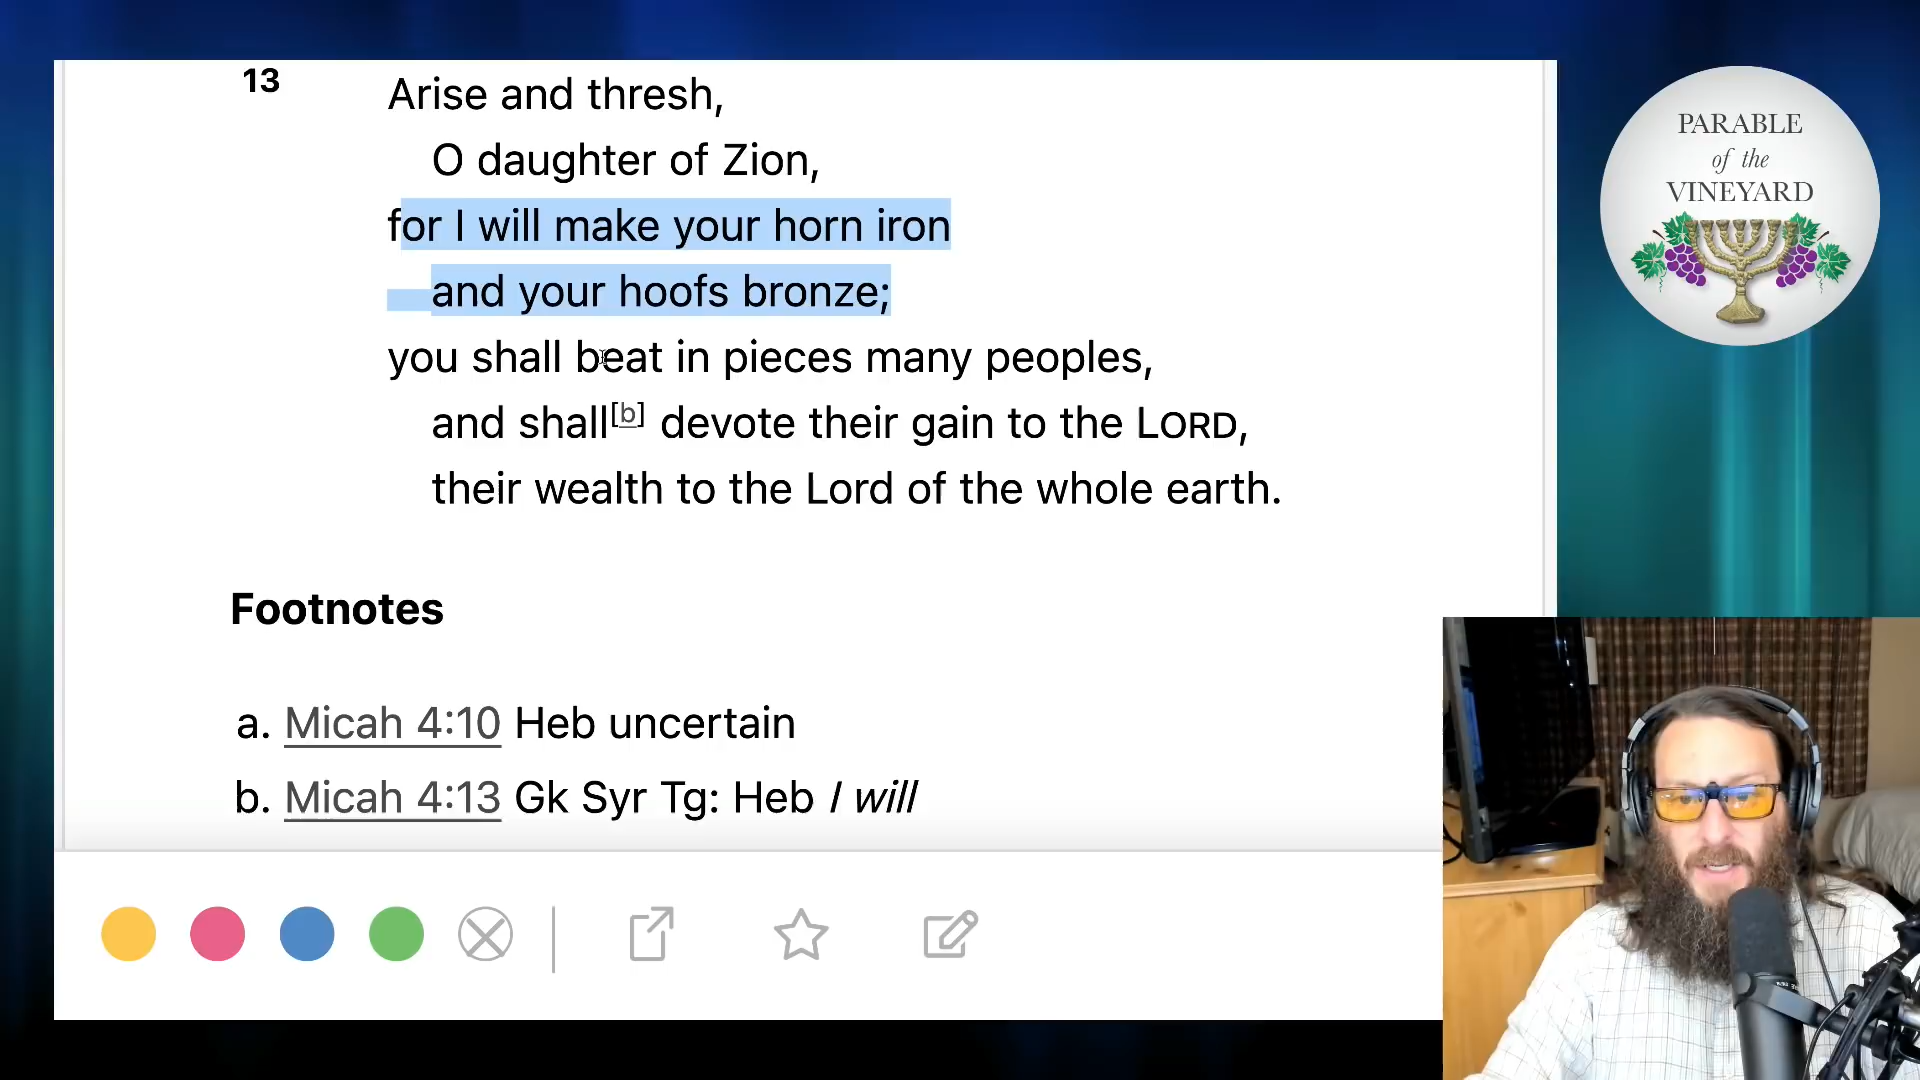 13
Arise and thresh,
O daughter of Zion,
for I will make your horn iron
and your hoofs bronze;
you shall beat in pieces many peoples,
and shall[b] devote their gain to the LORD,
their wealth to the Lord of the whole earth.
Footnotes
a. Micah 4:10 Heb uncertain
b. Micah 4:13 Gk Syr Tg: Heb I will
PARABLE
of the
VINEYARD